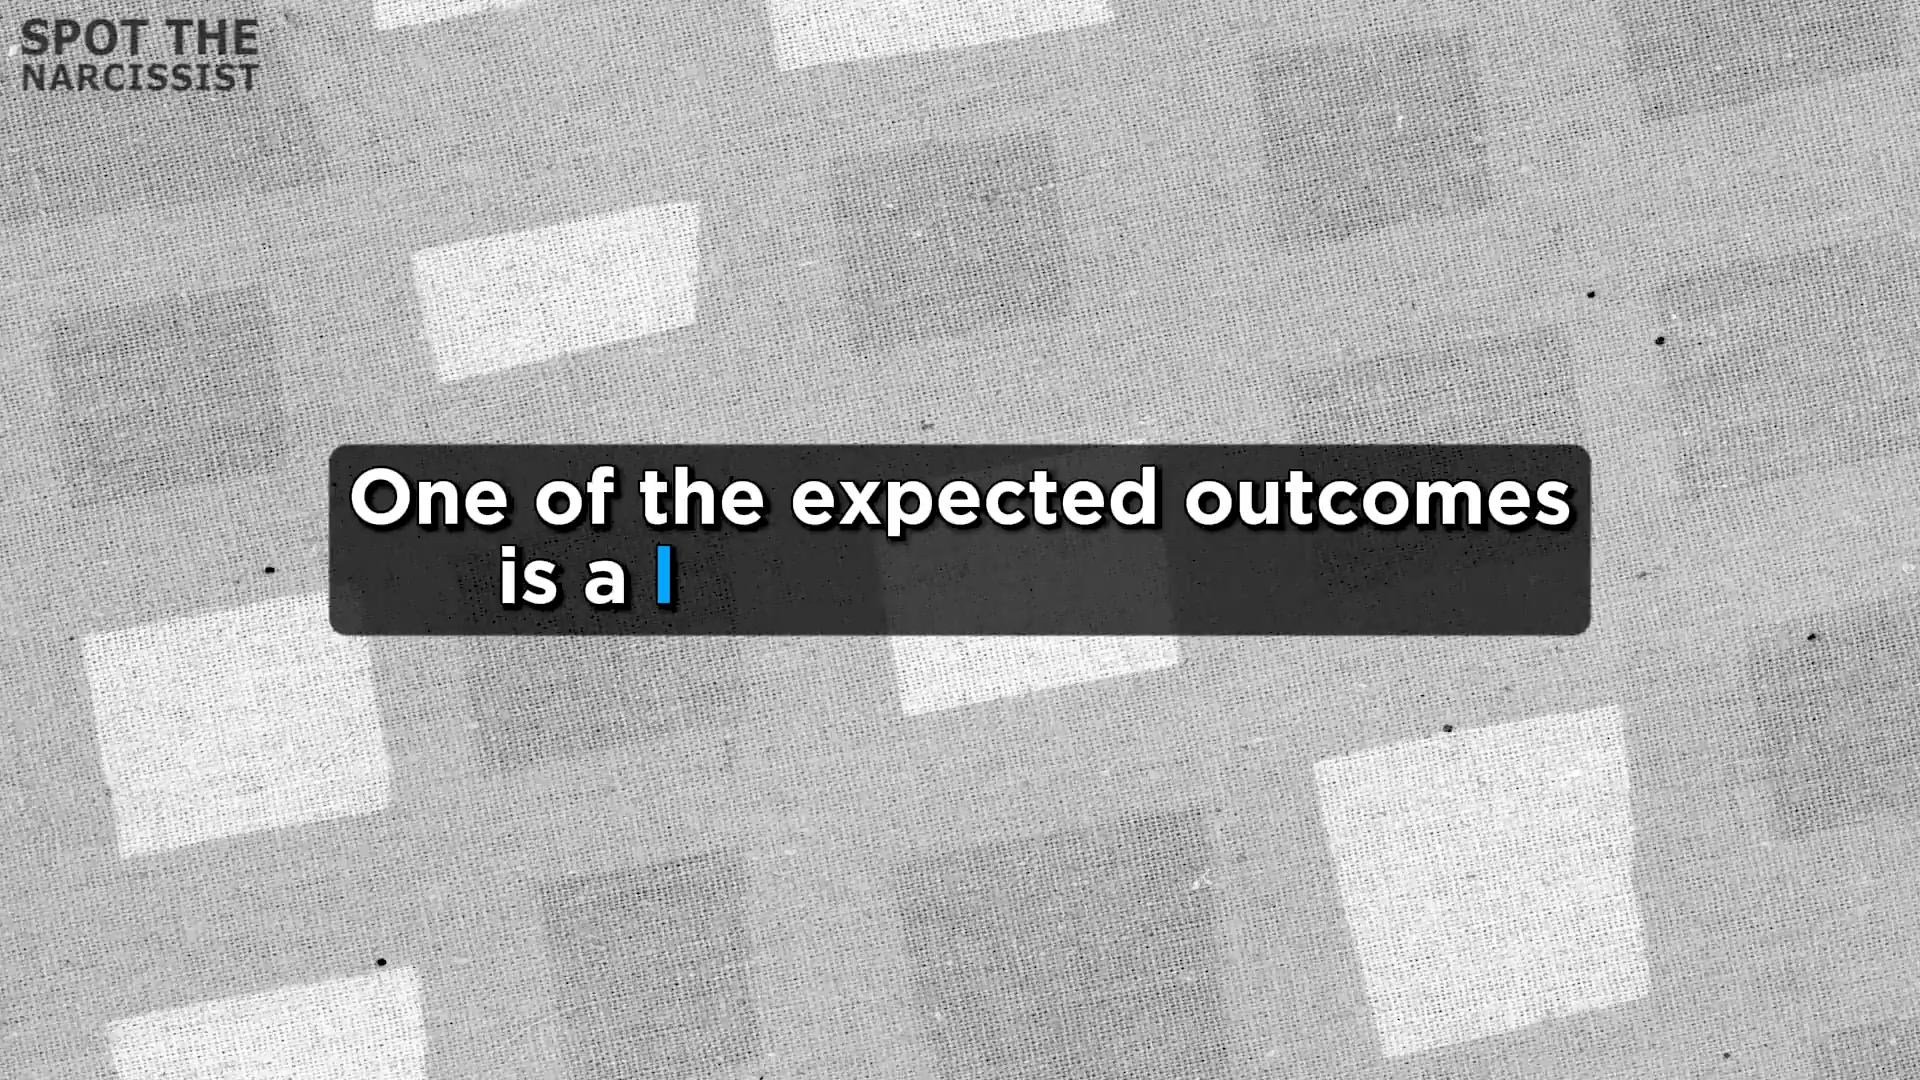 SPOT THE
NARCISSIST
One of the expected outcomes
is a l